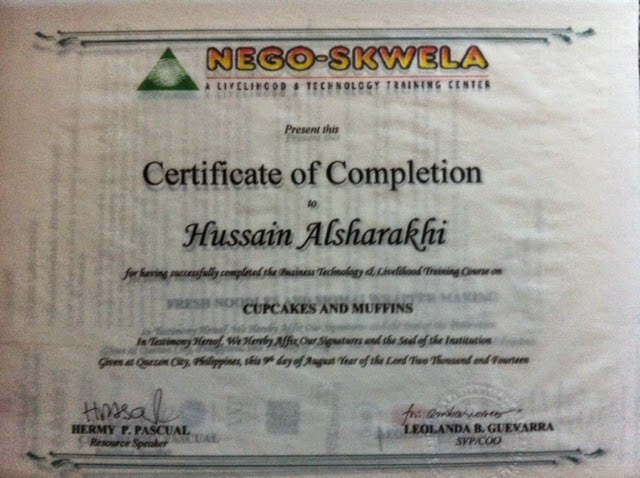 NEGO-SKWELA
A LIVELIHOOD & TECHNOLOGY TRAINING CENTER
Present this
Certificate of Completion
to
Hussain Alsharakhi
for having successfully completed the Business Technology & Livelihood Training Course on
CUPCAKES AND MUFFINS
In Testimony Hereof, We Hereby Affix Our Signatures and the Seal of the Institution
Given at Quezon City, Philippines, this 9th day of August Year of the Lord Two Thousand and Fourteen
HERMY P. PASCUAL
Resource Speaker
LEOLANDA B. GUEVARRA
SVP/COO